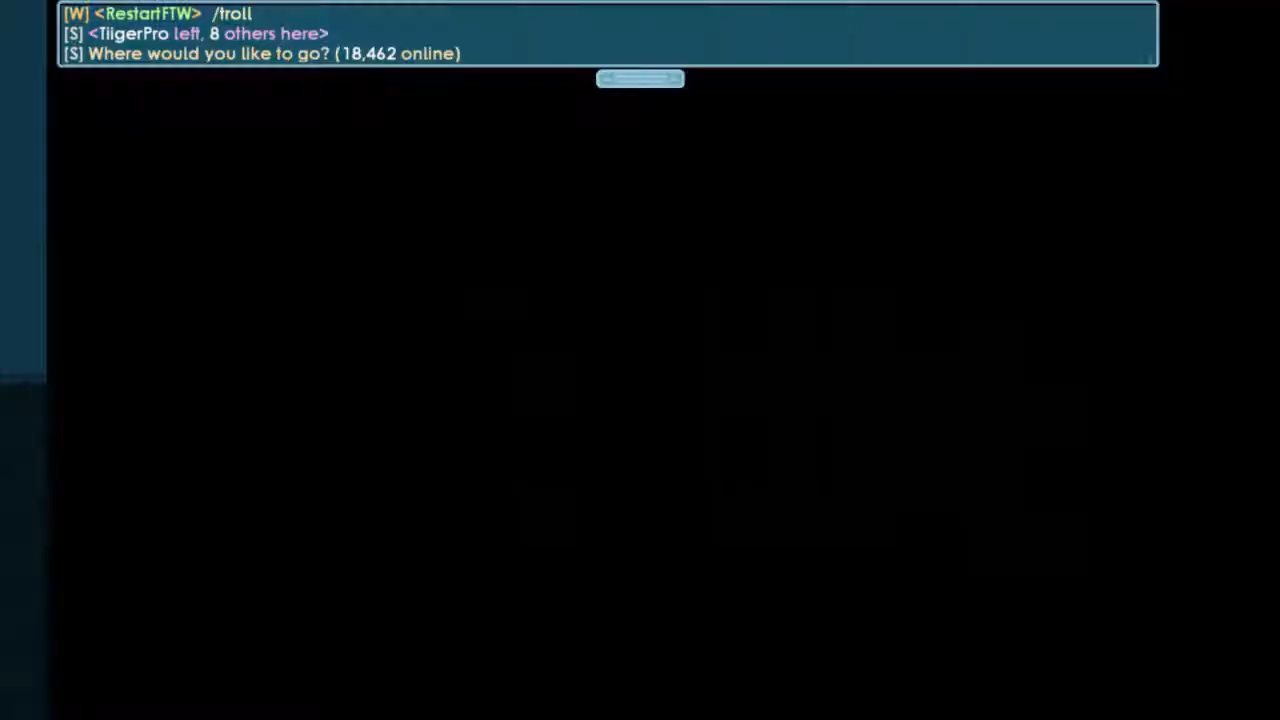 [W] <RestartFTW> /troll
[S] <TiigerPro left, 8 others here>
[S] Where would you like to go? (18,462 online)